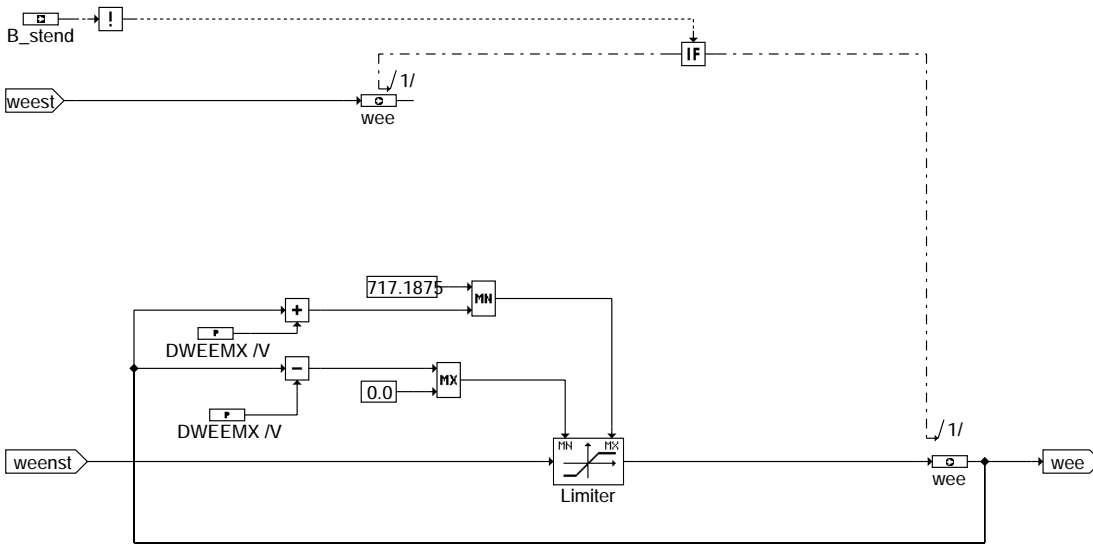 B_stend
!
IF
/1/
weest
wee
717.1875
MN
+
P
DWEEMX /V
−
MX
0.0
P
DWEEMX /V
MN MX
/1/
weenst
wee
Limiter
wee